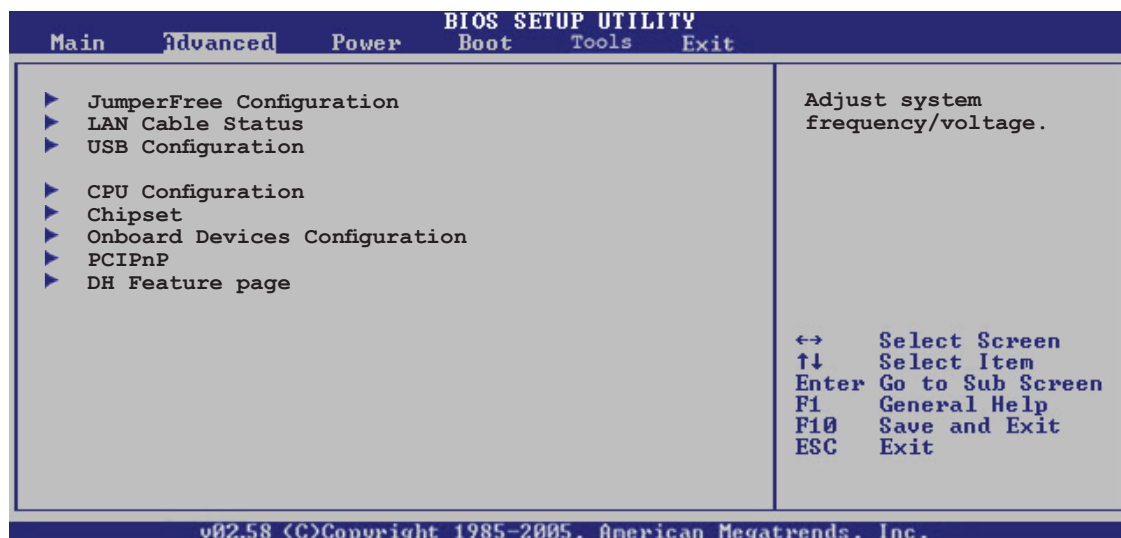 BIOS SETUP UTILITY
Main Advanced Power Boot Tools Exit
JumperFree Configuration
LAN Cable Status
USB Configuration
CPU Configuration
Chipset
Onboard Devices Configuration
PCIPnP
DH Feature page
Adjust system
frequency/voltage.
←→ Select Screen
↑↓ Select Item
Enter Go to Sub Screen
F1 General Help
F10 Save and Exit
ESC Exit
v02.58 (C)Copyright 1985-2005, American Megatrends, Inc.